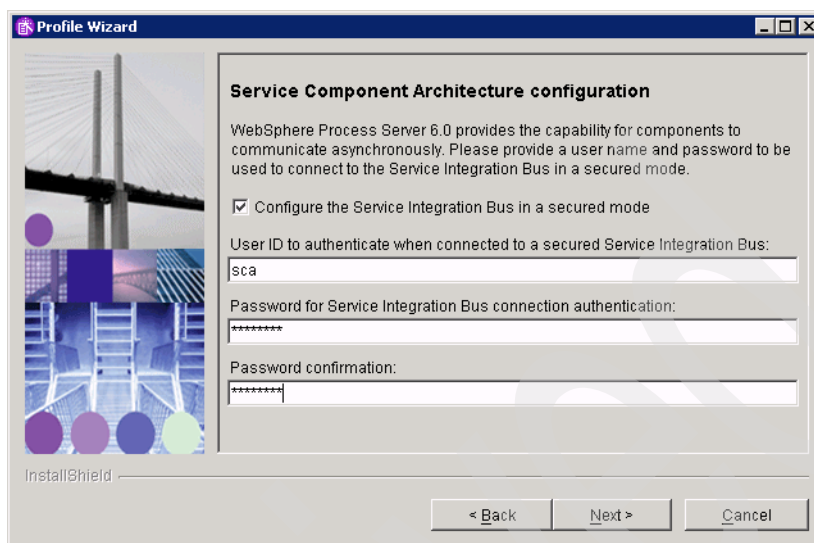 Profile Wizard
Service Component Architecture configuration
WebSphere Process Server 6.0 provides the capability for components to
communicate asynchronously. Please provide a user name and password to be
used to connect to the Service Integration Bus in a secured mode.
Configure the Service Integration Bus in a secured mode
User ID to authenticate when connected to a secured Service Integration Bus:
sca
Password for Service Integration Bus connection authentication:
********
Password confirmation:
********
InstallShield
< Back
Next >
Cancel